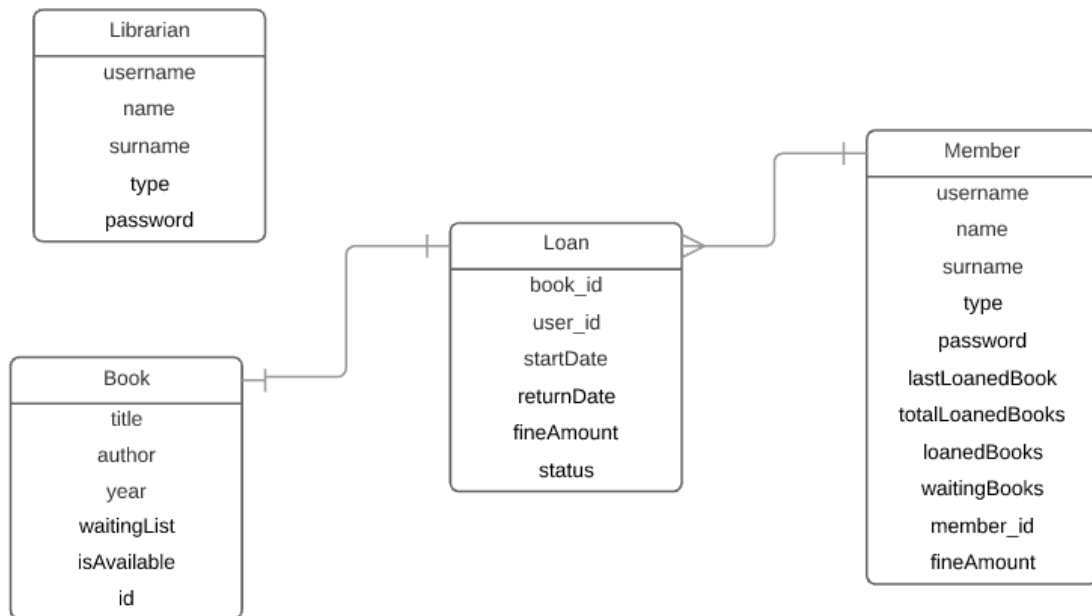 Librarian
username
name
surname
type
password
Book
title
author
year
waitingList
isAvailable
id
Loan
book_id
user_id
startDate
returnDate
fineAmount
status
Member
username
name
surname
type
password
lastLoanedBook
totalLoanedBooks
loanedBooks
waitingBooks
member_id
fineAmount